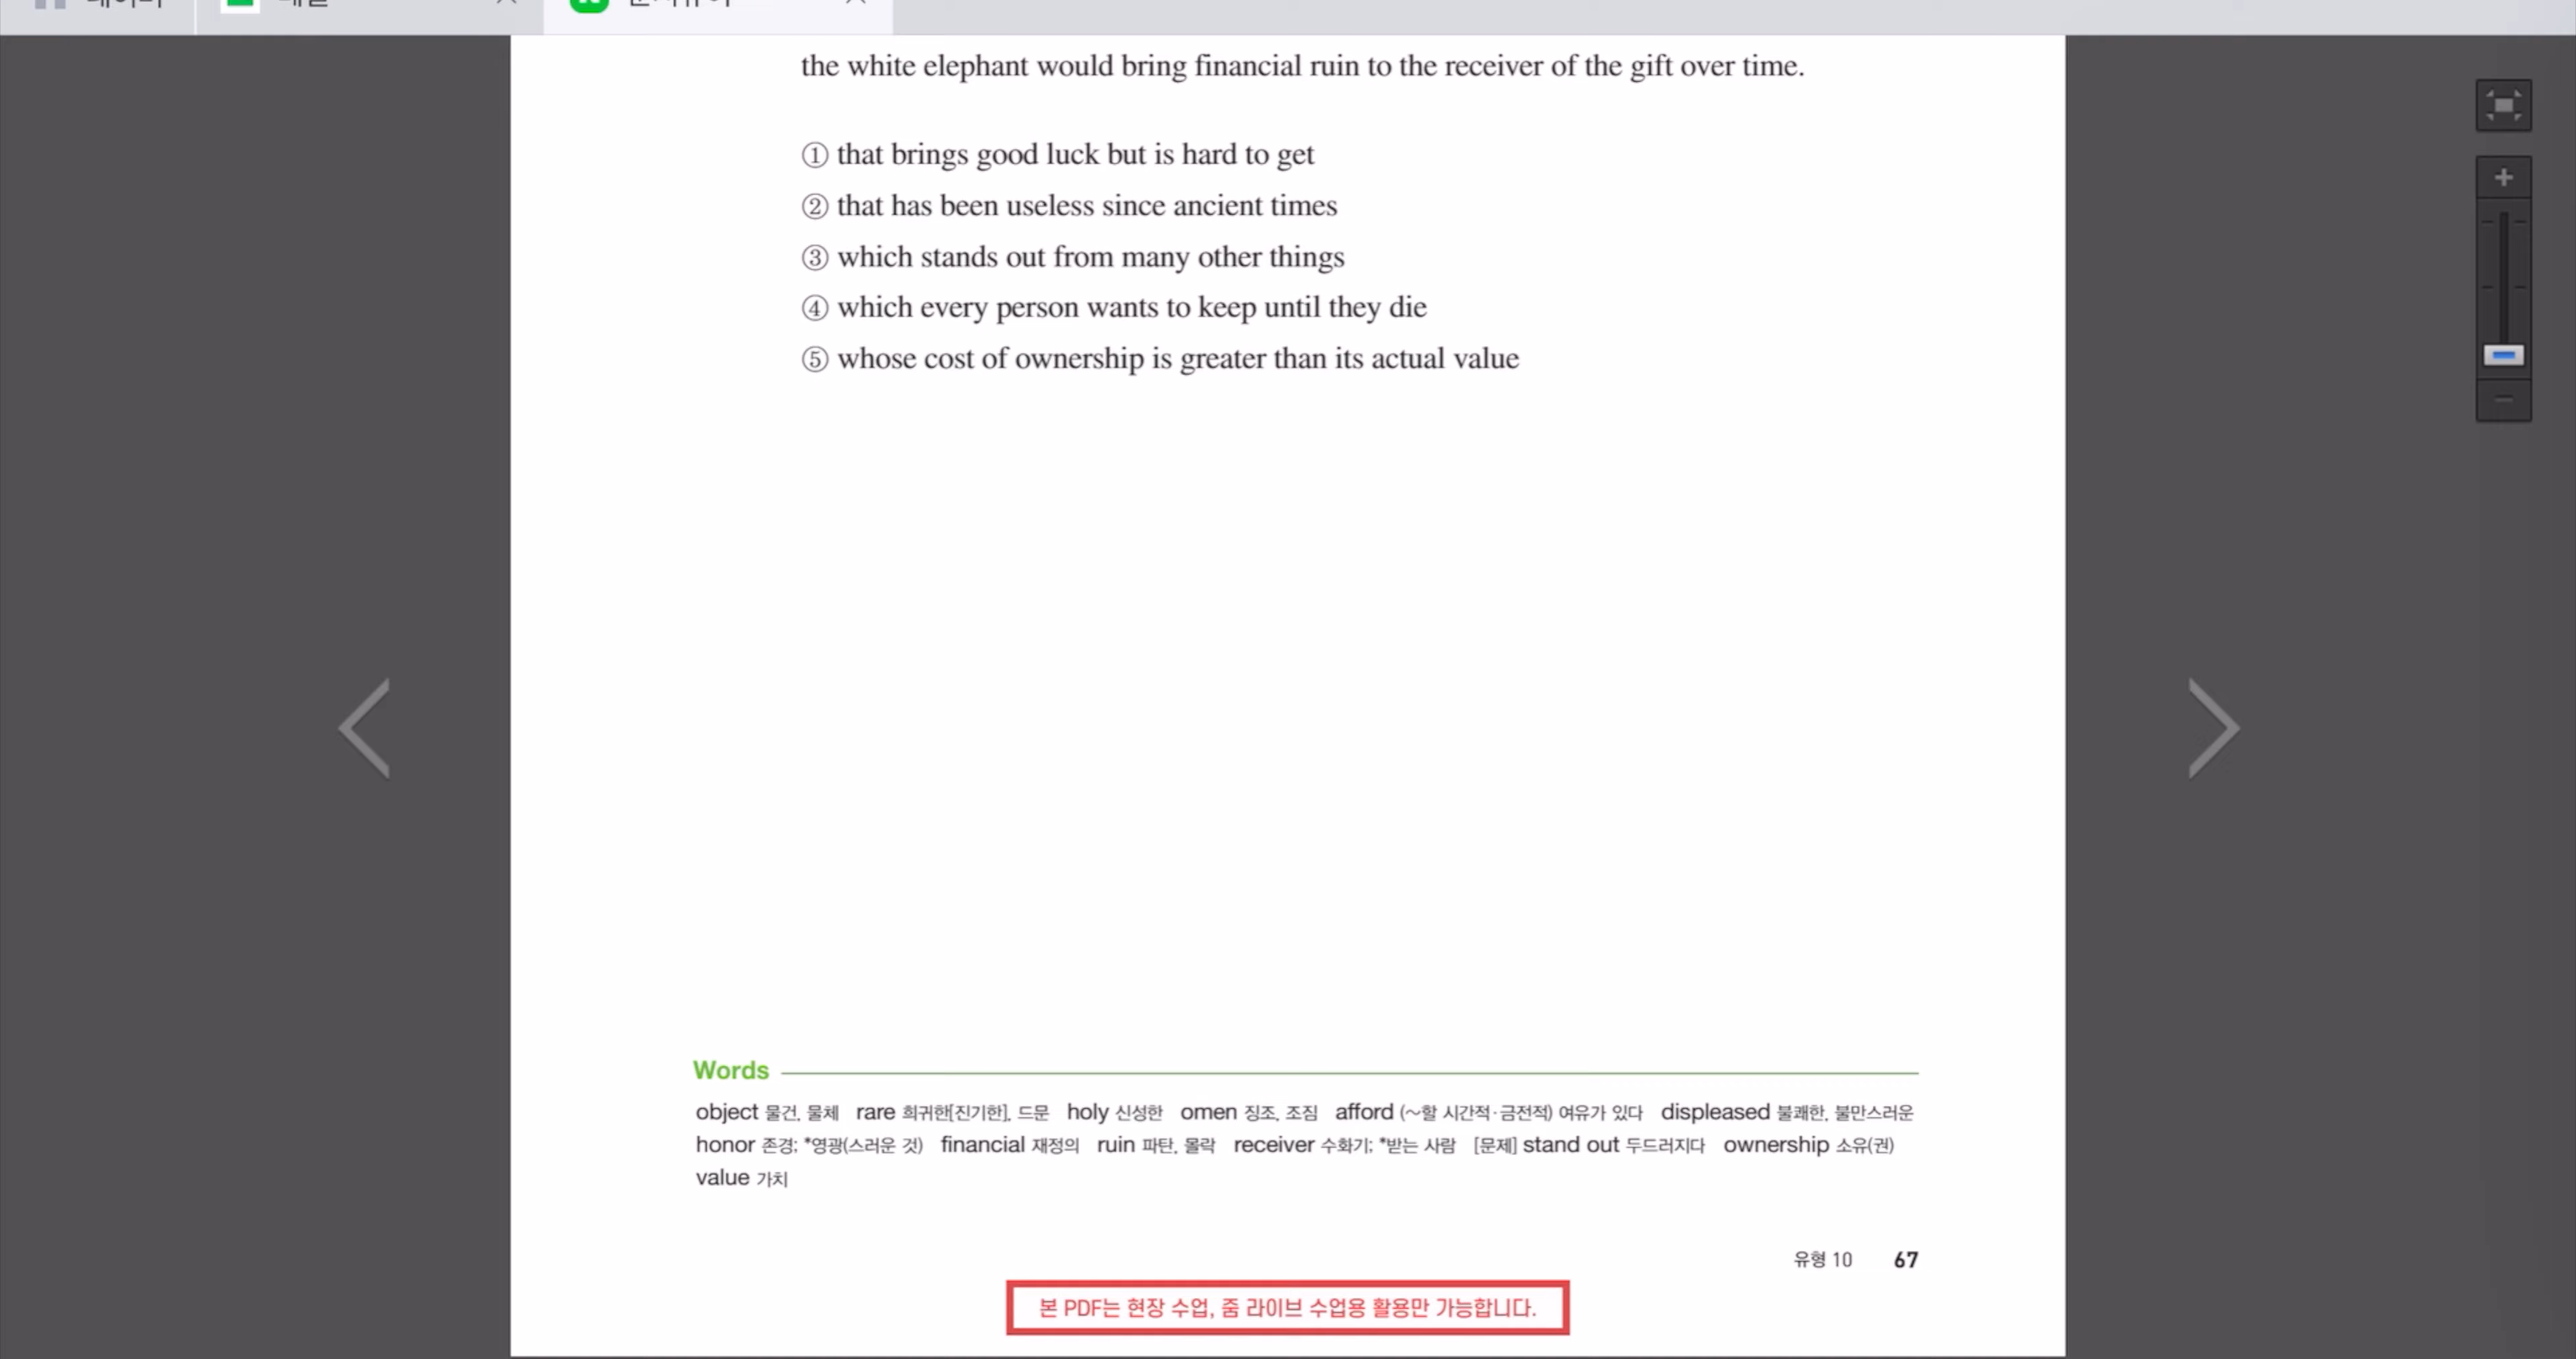 the white elephant would bring financial ruin to the receiver of the gift over time.
① that brings good luck but is hard to get
② that has been useless since ancient times
③ which stands out from many other things
④ which every person wants to keep until they die
⑤ whose cost of ownership is greater than its actual value
Words
object 물건, 물체 rare 희귀한[진기한], 드문 holy 신성한 omen 징조, 조짐 afford (~할 시간적·금전적) 여유가 있다 displeased 불쾌한, 불만스러운
honor 존경; *영광(스러운 것) financial 재정의 ruin 파탄, 몰락 receiver 수화기; *받는 사람 [문제] stand out 두드러지다 ownership 소유(권)
value 가치
유형 10 67
본 PDF는 현장 수업, 줌 라이브 수업용 활용만 가능합니다.